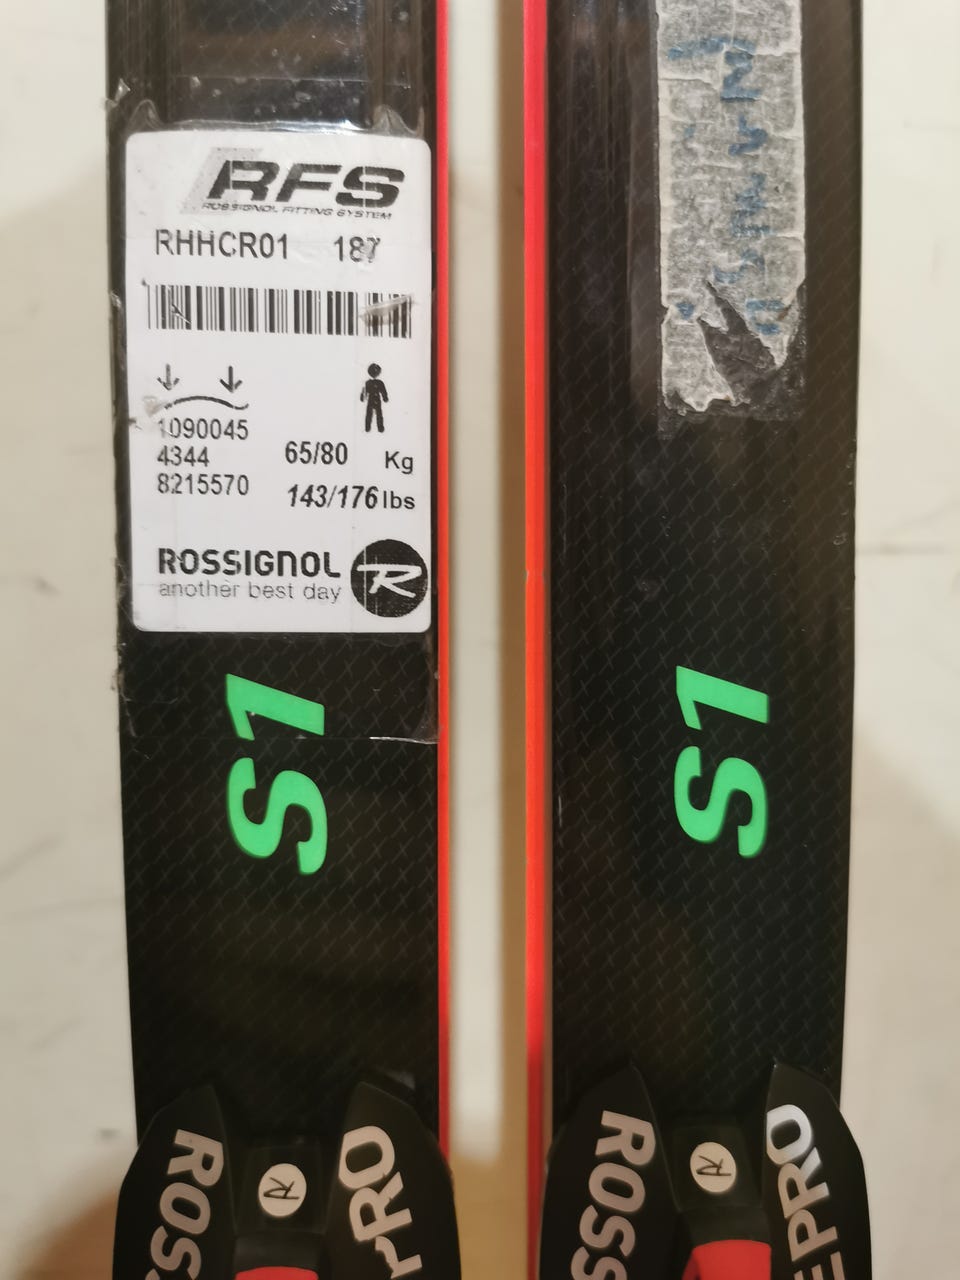 RFS
ROSSIGNOL FITTING SYSTEM
RHHCR01 187
1090045
4344
8215570
65/80 Kg
143/176 lbs
ROSSIGNOL
another best day
R
S1
S1
ROSS
R
PRO
ROSS
R
EPRO